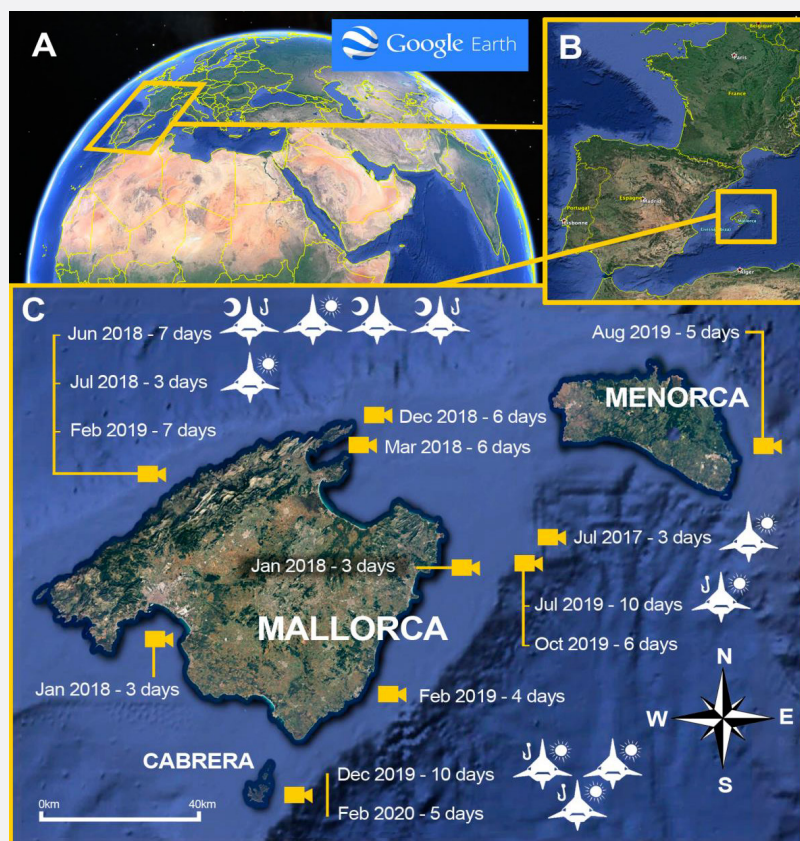 A
Google Earth
B
Belgique
Paris
France
Espagne
Madrid
Portugal
Lisbonne
Mallorca
Alger
C
Jun 2018 - 7 days
Jul 2018 - 3 days
Feb 2019 - 7 days
Aug 2019 - 5 days
MENORCA
Dec 2018 - 6 days
Mar 2018 - 6 days
Jul 2017 - 3 days
Jan 2018 - 3 days
Jul 2019 - 10 days
MALLORCA
Oct 2019 - 6 days
Jan 2018 - 3 days
Feb 2019 - 4 days
N
W
E
S
CABRERA
Dec 2019 - 10 days
Feb 2020 - 5 days
0km
40km